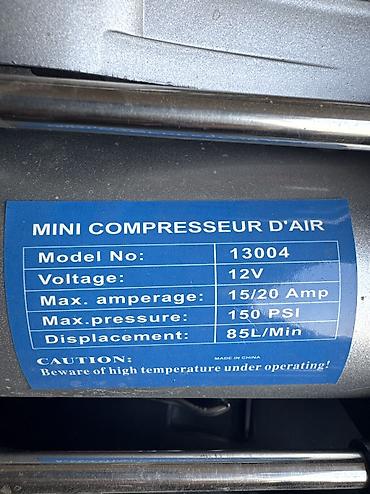 MINI COMPRESSEUR D'AIR
Model No: 13004
Voltage: 12V
Max. amperage: 15/20 Amp
Max.pressure: 150 PSI
Displacement: 85L/Min
CAUTION: MADE IN CHINA
Beware of high temperature under operating!